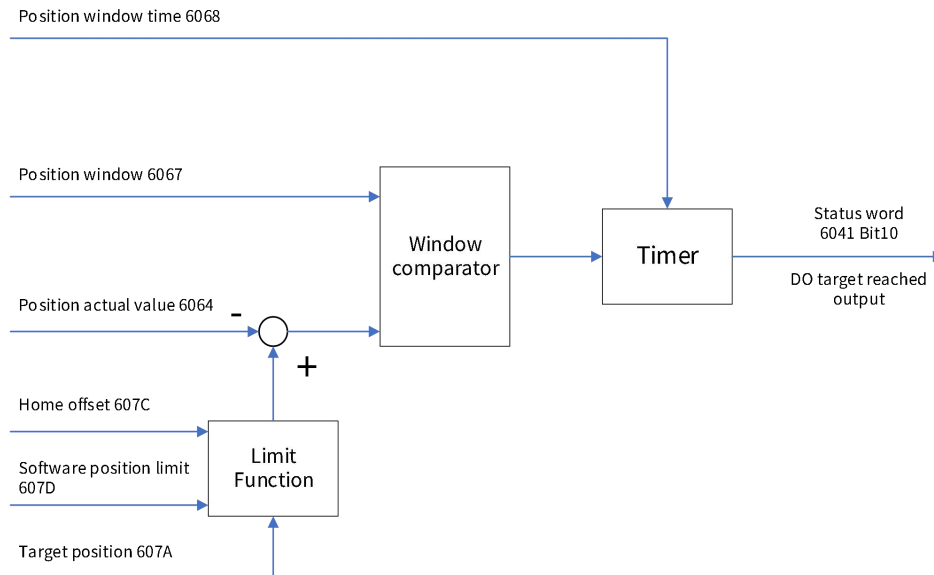 Position window time 6068
Position window 6067
Window
comparator
Timer
Status word
6041 Bit10
DO target reached
output
Position actual value 6064
-
+
Home offset 607C
Limit
Function
Software position limit
607D
Target position 607A